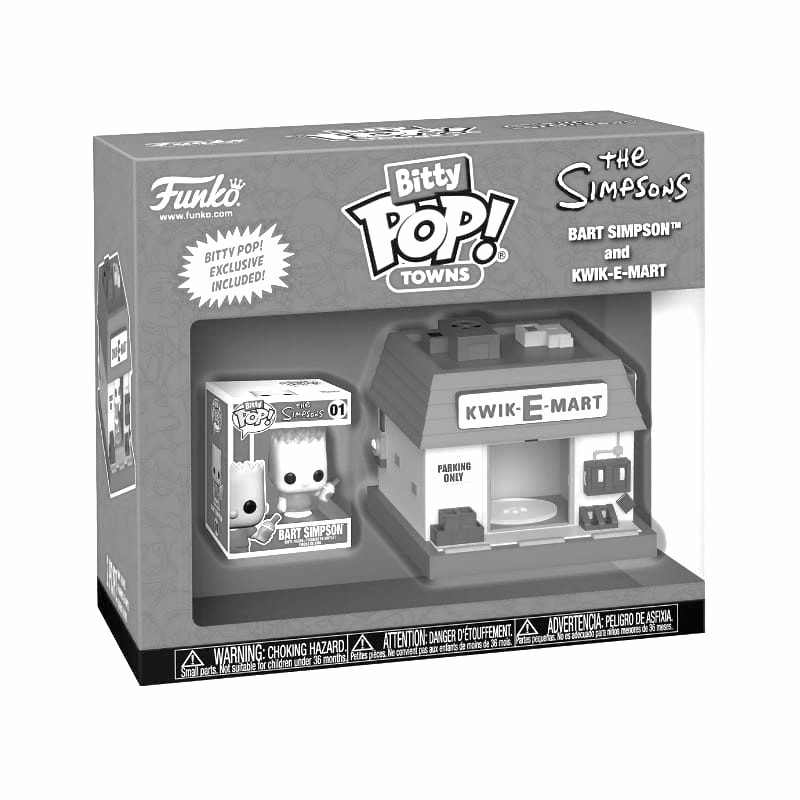 Funko
www.funko.com
BITTY POP!
EXCLUSIVE
INCLUDED!
Bitty
POP!
®
TOWNS
THE
SIMPSONS
BART SIMPSON™
and
KWIK-E-MART
KWIK-E-MART
PARKING
ONLY
Bitty
POP!
THE
SIMPSONS
01
BART SIMPSON
WARNING: CHOKING HAZARD.
Small parts. Not suitable for children under 36 months.
ATTENTION: DANGER D'ÉTOUFFEMENT.
Petites pièces. Ne convient pas aux enfants de moins de 36 mois.
ADVERTENCIA: PELIGRO DE ASFIXIA.
Partes pequeñas. No es adecuado para niños menores de 36 meses.